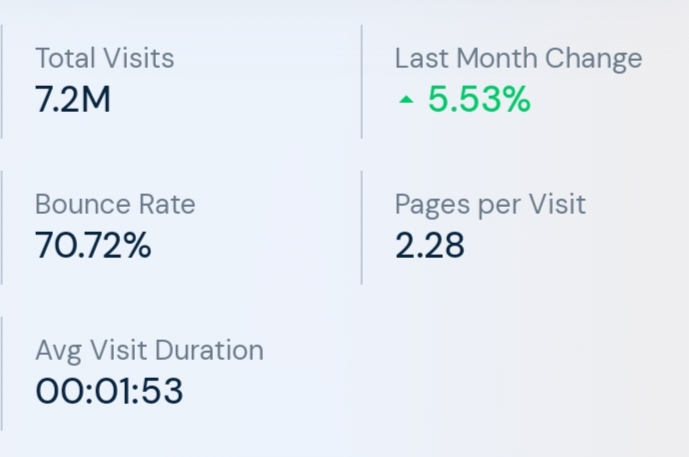 Total Visits
7.2M
Last Month Change
5.53%
Bounce Rate
70.72%
Pages per Visit
2.28
Avg Visit Duration
00:01:53